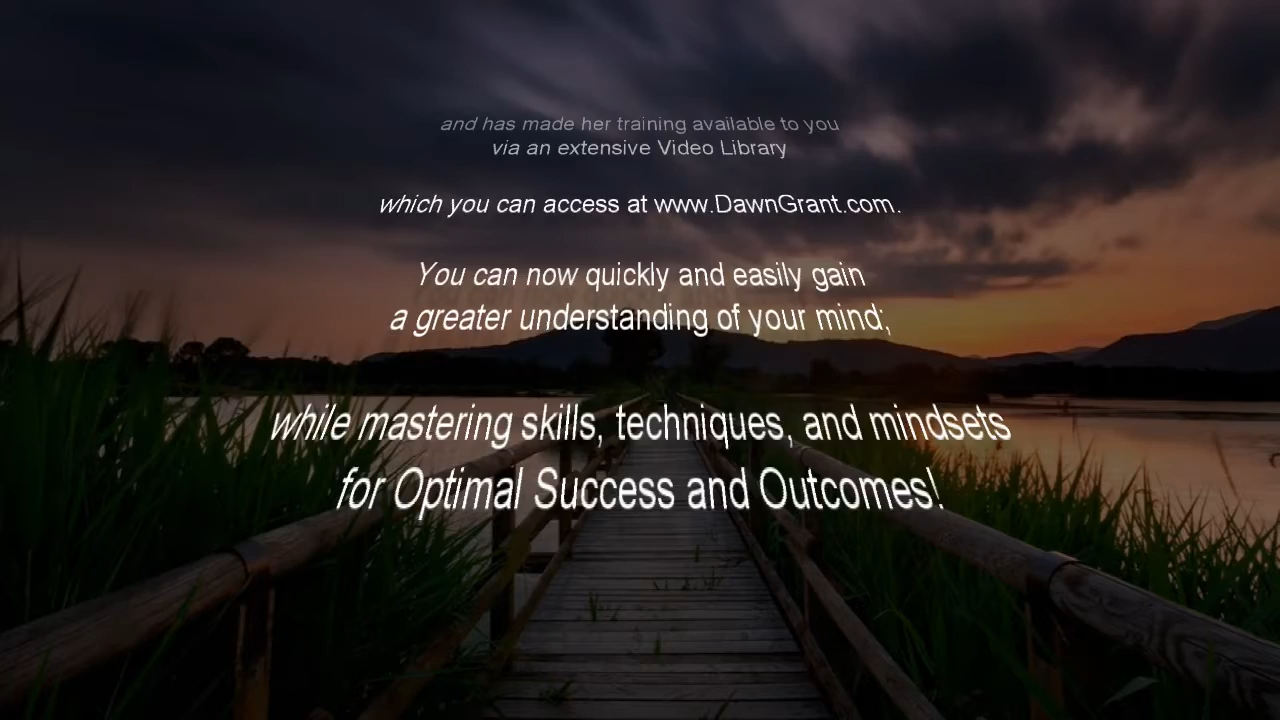 and has made her training available to you
via an extensive Video Library
which you can access at www.DawnGrant.com.
You can now quickly and easily gain
a greater understanding of your mind;
while mastering skills, techniques, and mindsets
for Optimal Success and Outcomes!